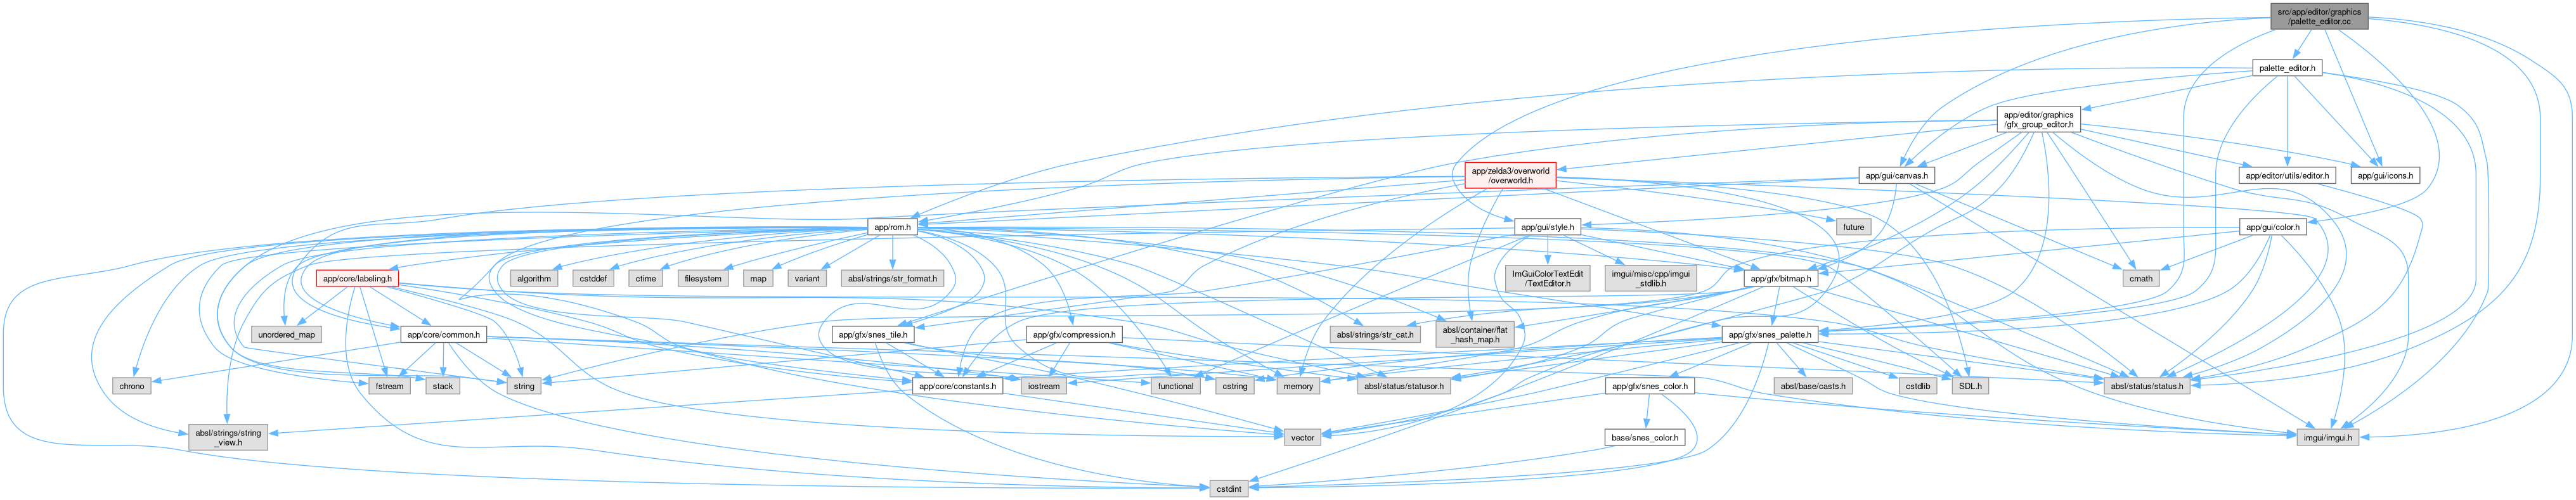 src/app/editor/graphics
/palette_editor.cc
palette_editor.h
app/editor/graphics
/gfx_group_editor.h
app/zelda3/overworld
/overworld.h
app/gui/canvas.h
app/editor/utils/editor.h
app/gui/icons.h
app/rom.h
app/gui/style.h
future
app/gui/color.h
app/core/labeling.h
algorithm
cstddef
ctime
filesystem
map
variant
absl/strings/str_format.h
ImGuiColorTextEdit
/TextEditor.h
imgui/misc/cpp/imgui
_stdlib.h
app/gfx/bitmap.h
cmath
unordered_map
app/core/common.h
app/gfx/snes_tile.h
app/gfx/compression.h
absl/strings/str_cat.h
absl/container/flat
_hash_map.h
app/gfx/snes_palette.h
chrono
fstream
stack
string
app/core/constants.h
iostream
functional
cstring
memory
absl/status/statusor.h
app/gfx/snes_color.h
absl/base/casts.h
cstdlib
SDL.h
absl/status/status.h
absl/strings/string
_view.h
vector
base/snes_color.h
imgui/imgui.h
cstdint